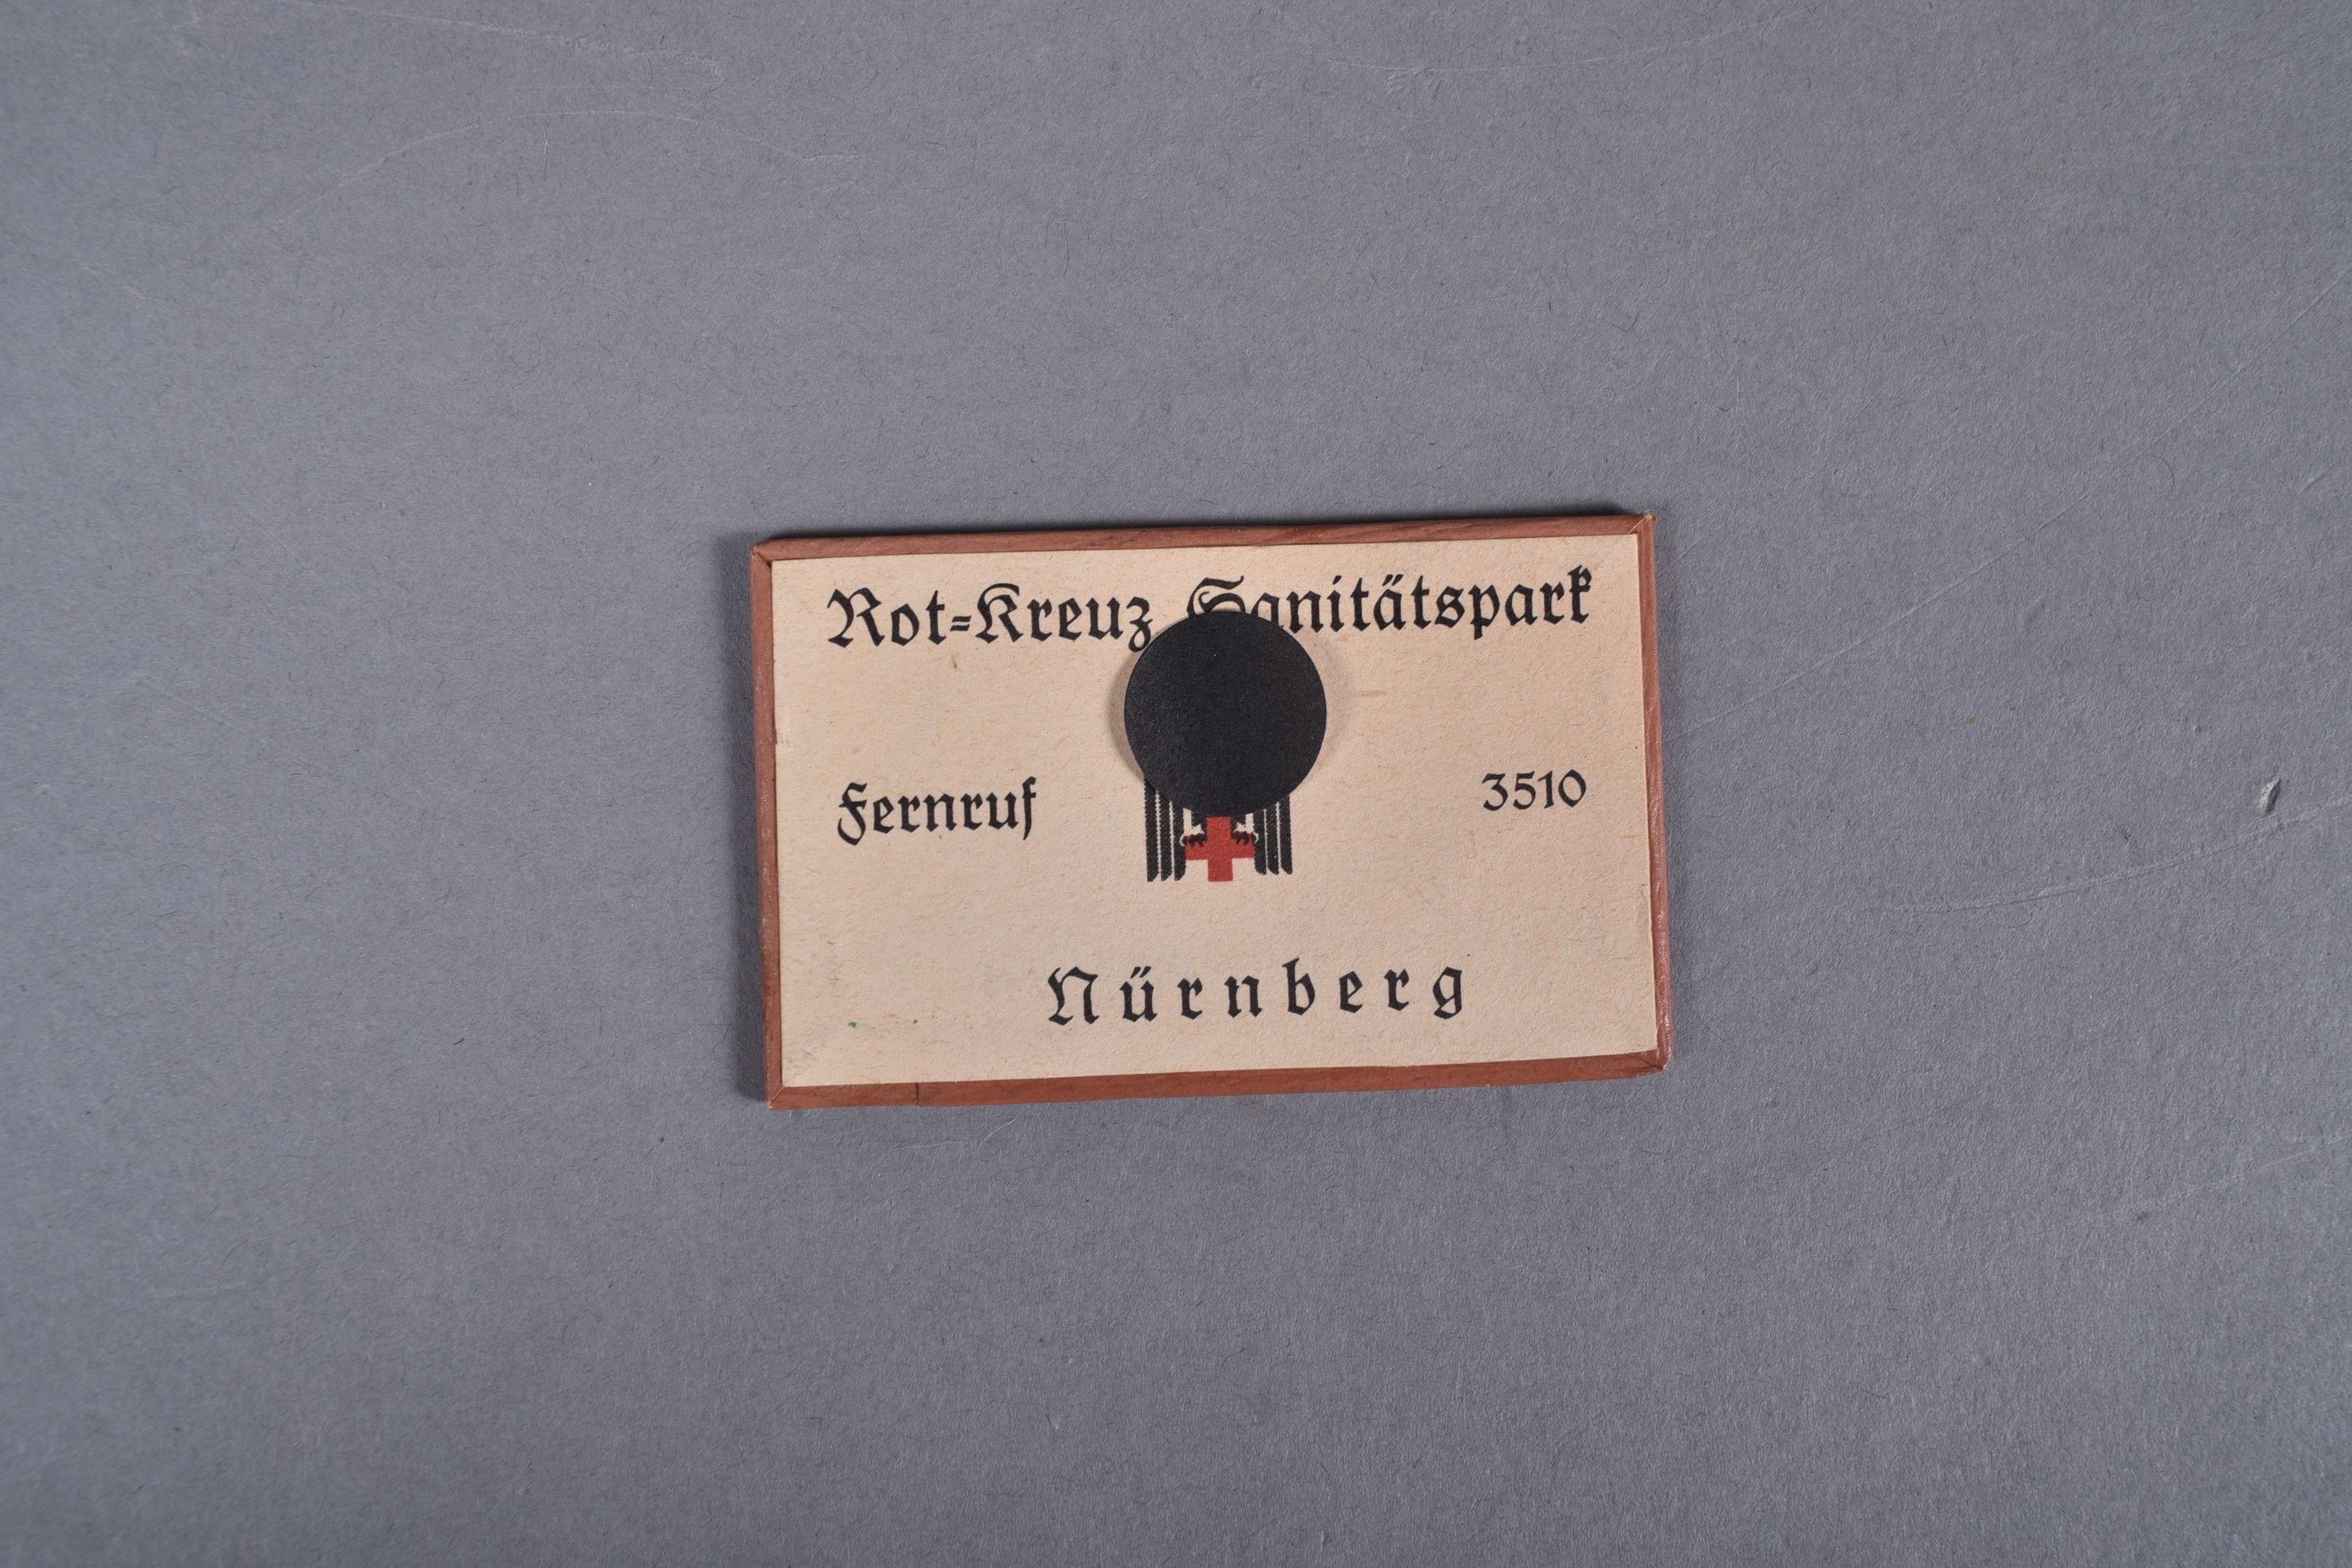 Rot=Kreuz Sanitätspark
Fernruf 3510
Nürnberg